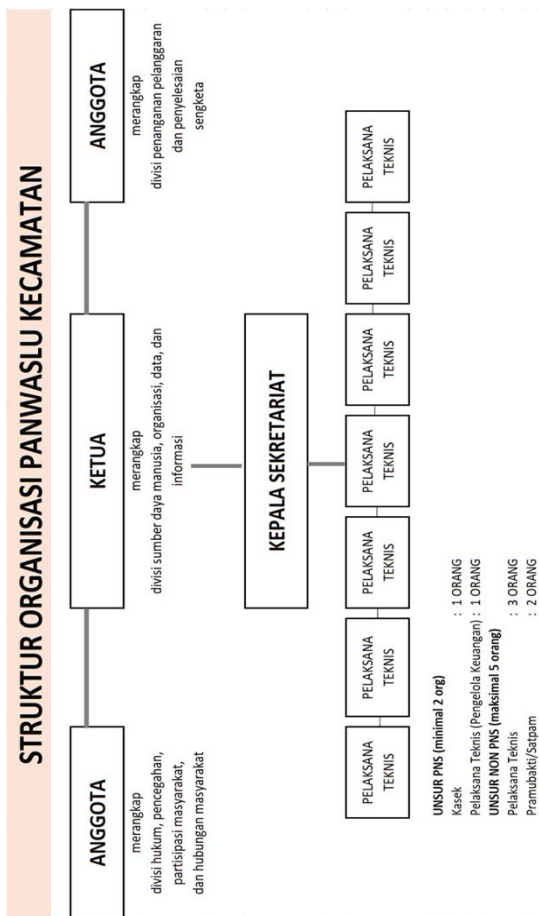 STRUKTUR ORGANISASI PANWASLU KECAMATAN
ANGGOTA
merangkap
divisi hukum, pencegahan,
partisipasi masyarakat,
dan hubungan masyarakat
KETUA
merangkap
divisi sumber daya manusia, organisasi, data, dan
informasi
ANGGOTA
merangkap
divisi penanganan pelanggaran
dan penyelesaian
sengketa
KEPALA SEKRETARIAT
PELAKSANA
TEKNIS
PELAKSANA
TEKNIS
PELAKSANA
TEKNIS
PELAKSANA
TEKNIS
PELAKSANA
TEKNIS
PELAKSANA
TEKNIS
PELAKSANA
TEKNIS
UNSUR PNS (minimal 2 org)
Kasek : 1 ORANG
Pelaksana Teknis (Pengelola Keuangan) : 1 ORANG
UNSUR NON PNS (maksimal 5 orang)
Pelaksana Teknis : 3 ORANG
Pramubakti/Satpam : 2 ORANG